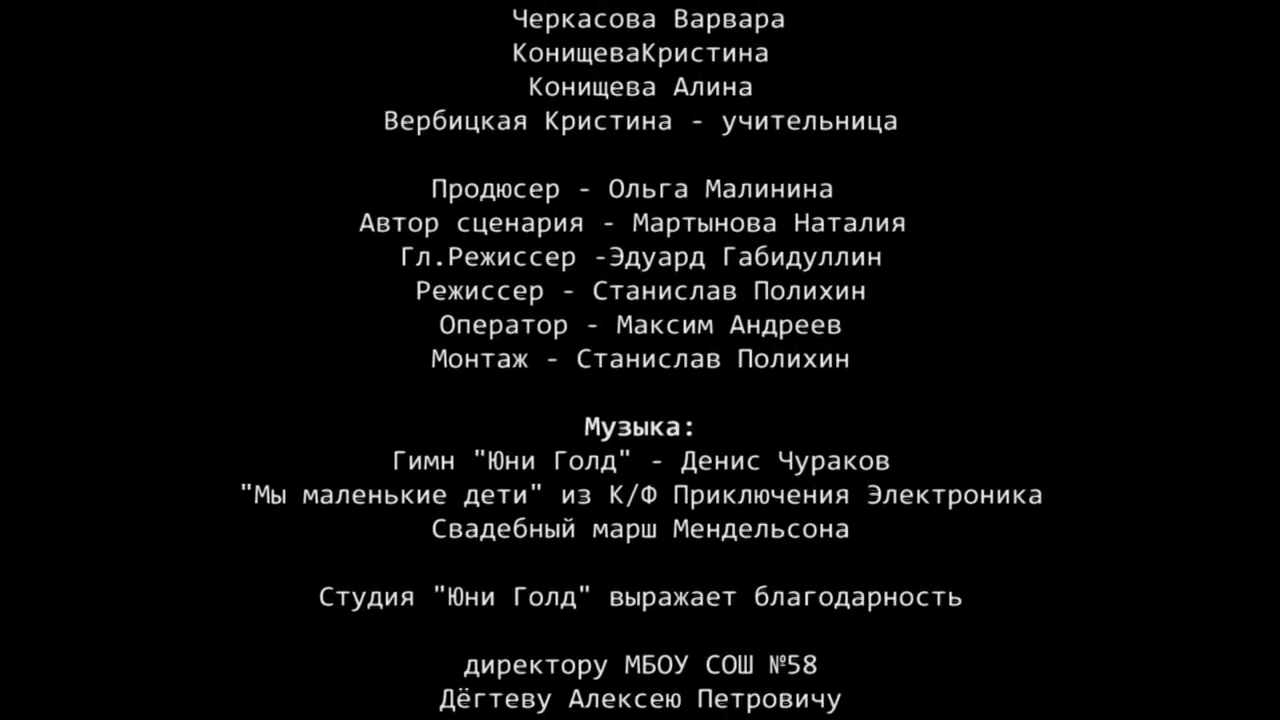 Черкасова Варвара
КонищеваКристина
Конищева Алина
Вербицкая Кристина - учительница
Продюсер - Ольга Малинина
Автор сценария - Мартынова Наталия
Гл.Режиссер -Эдуард Габидуллин
Режиссер - Станислав Полихин
Оператор - Максим Андреев
Монтаж - Станислав Полихин
Музыка:
Гимн "Юни Голд" - Денис Чураков
"Мы маленькие дети" из К/Ф Приключения Электроника
Свадебный марш Мендельсона
Студия "Юни Голд" выражает благодарность
директору МБОУ СОШ №58
Дёгтеву Алексею Петровичу